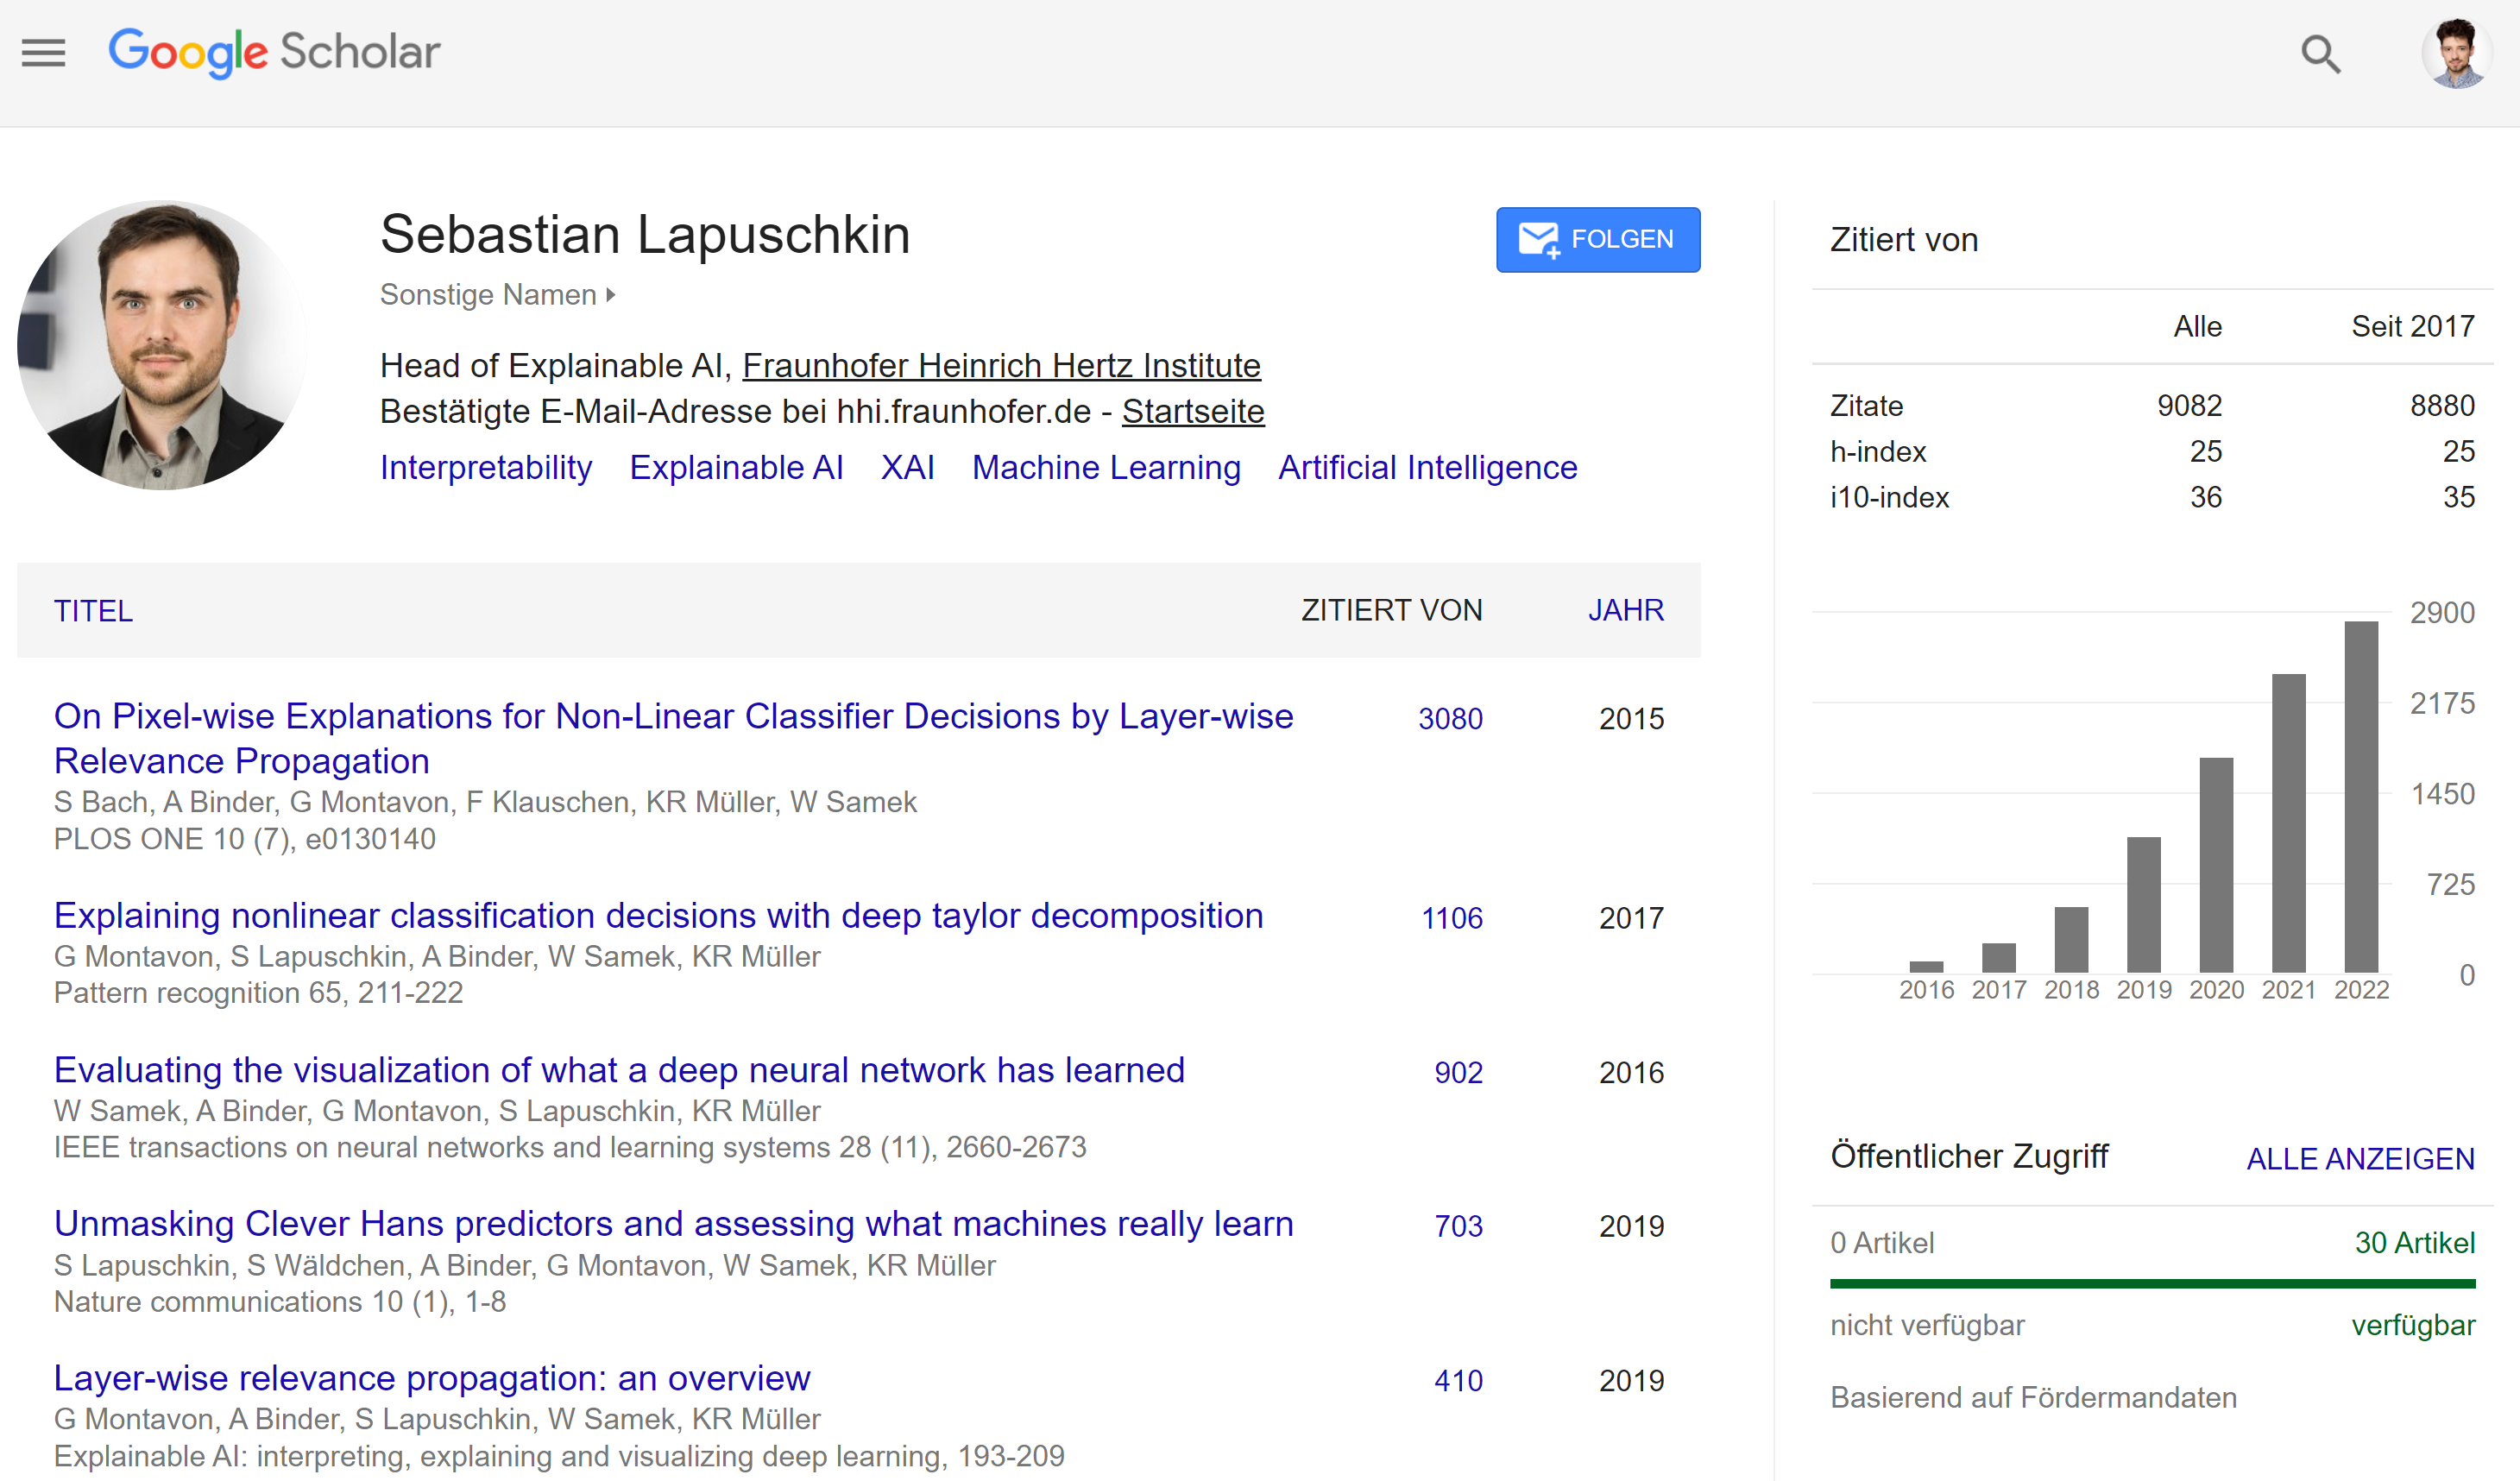 Google Scholar
Sebastian Lapuschkin
FOLGEN
Sonstige Namen
Head of Explainable AI, Fraunhofer Heinrich Hertz Institute
Bestätigte E-Mail-Adresse bei hhi.fraunhofer.de - Startseite
Interpretability Explainable AI XAI Machine Learning Artificial Intelligence
TITEL ZITIERT VON JAHR
On Pixel-wise Explanations for Non-Linear Classifier Decisions by Layer-wise 3080 2015
Relevance Propagation
S Bach, A Binder, G Montavon, F Klauschen, KR Müller, W Samek
PLOS ONE 10 (7), e0130140
Explaining nonlinear classification decisions with deep taylor decomposition 1106 2017
G Montavon, S Lapuschkin, A Binder, W Samek, KR Müller
Pattern recognition 65, 211-222
Evaluating the visualization of what a deep neural network has learned 902 2016
W Samek, A Binder, G Montavon, S Lapuschkin, KR Müller
IEEE transactions on neural networks and learning systems 28 (11), 2660-2673
Unmasking Clever Hans predictors and assessing what machines really learn 703 2019
S Lapuschkin, S Wäldchen, A Binder, G Montavon, W Samek, KR Müller
Nature communications 10 (1), 1-8
Layer-wise relevance propagation: an overview 410 2019
G Montavon, A Binder, S Lapuschkin, W Samek, KR Müller
Explainable AI: interpreting, explaining and visualizing deep learning, 193-209
Zitiert von
Alle Seit 2017
Zitate 9082 8880
h-index 25 25
i10-index 36 35
2900
2175
1450
725
0
2016 2017 2018 2019 2020 2021 2022
Öffentlicher Zugriff ALLE ANZEIGEN
0 Artikel 30 Artikel
nicht verfügbar verfügbar
Basierend auf Fördermandaten